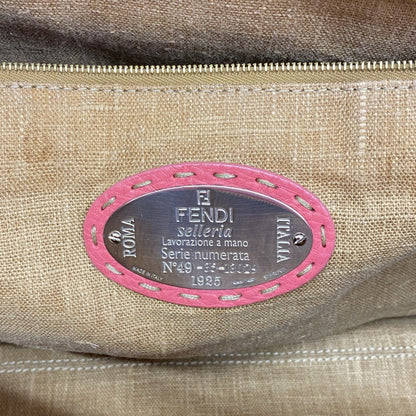 FENDI
selleria
Lavorazione a mano
Serie numerata
ROMA
ITALIA
MADE IN ITALY
1925